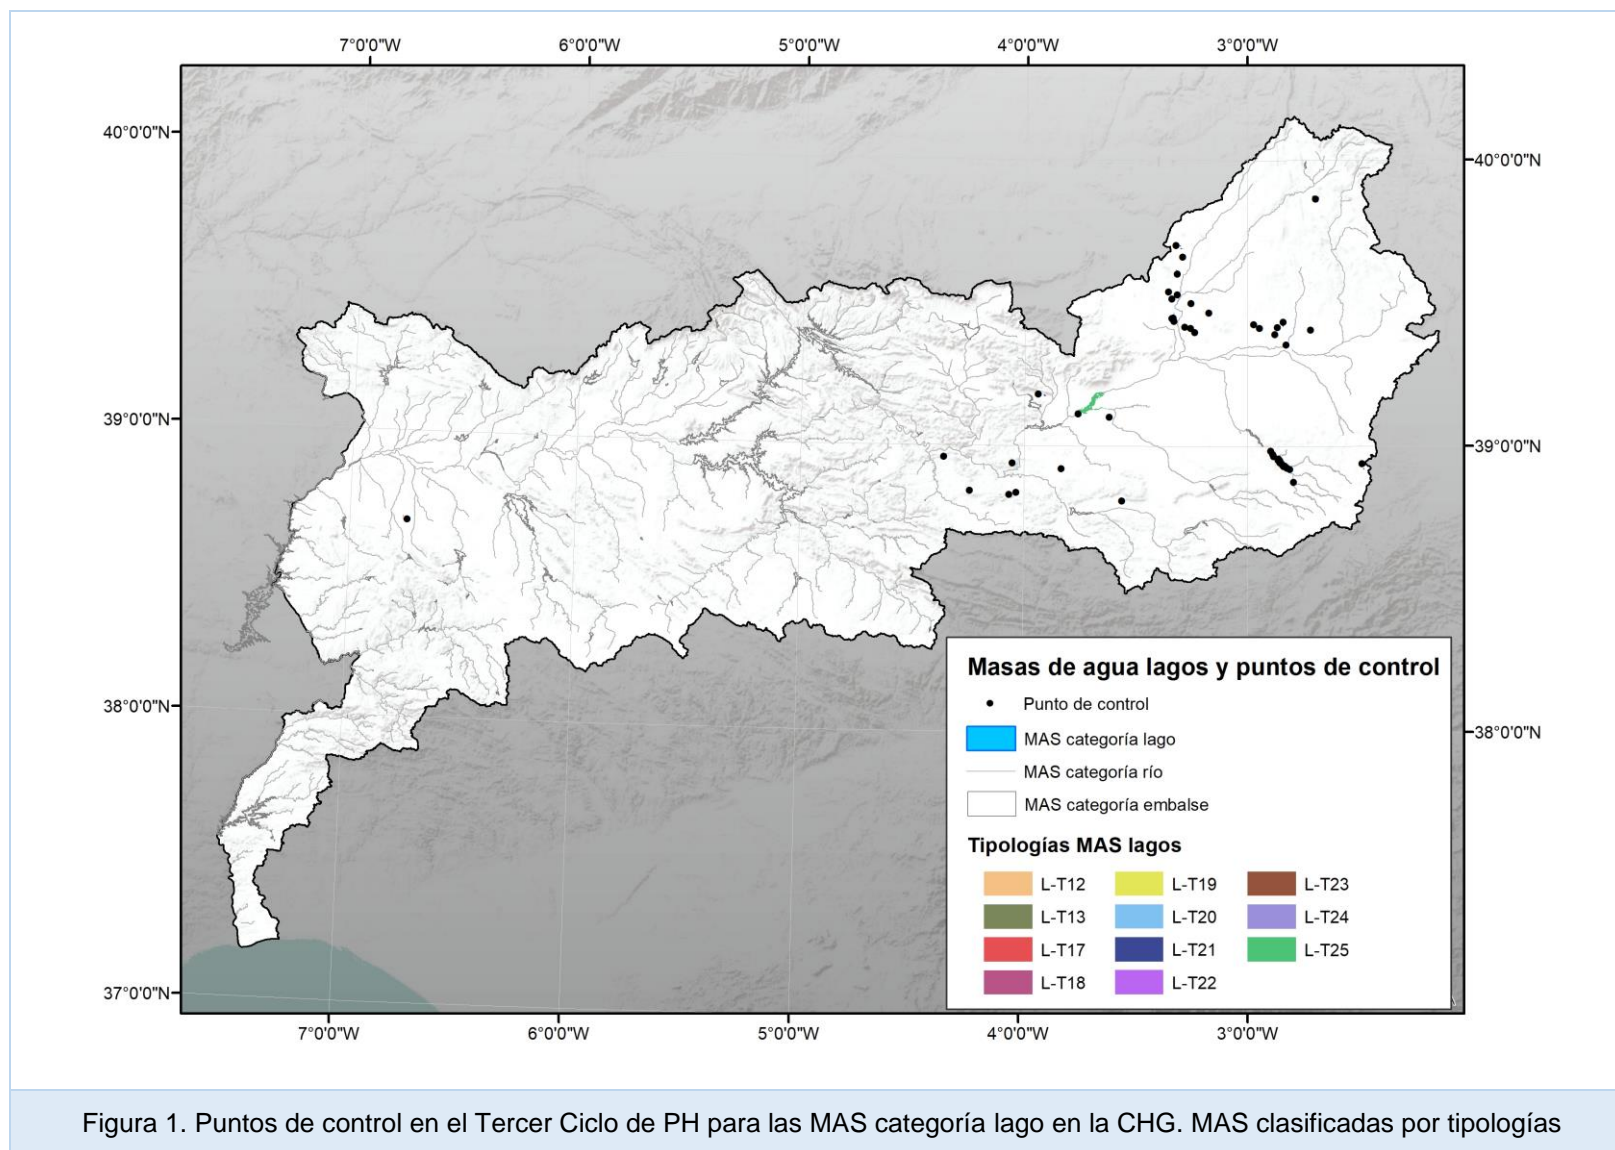 7°0'0"W 6°0'0"W 5°0'0"W 4°0'0"W 3°0'0"W
40°0'0"N
40°0'0"N
39°0'0"N
39°0'0"N
38°0'0"N
38°0'0"N
37°0'0"N
Masas de agua lagos y puntos de control
Punto de control
MAS categoría lago
MAS categoría río
MAS categoría embalse
Tipologías MAS lagos
L-T12 L-T19 L-T23
L-T13 L-T20 L-T24
L-T17 L-T21 L-T25
L-T18 L-T22
7°0'0"W 6°0'0"W 5°0'0"W 4°0'0"W 3°0'0"W
Figura 1. Puntos de control en el Tercer Ciclo de PH para las MAS categoría lago en la CHG. MAS clasificadas por tipologías